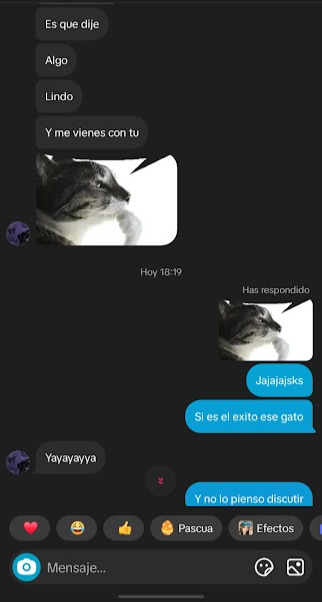 Es que dije
Algo
Lindo
Y me vienes con tu
Hoy 18:19
Has respondido
Jajajajsks
Si es el exito ese gato
Yayayayya
Y no lo pienso discutir
Pascua
Efectos
Mensaje...